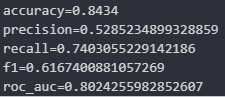 accuracy=0.8434
precision=0.5285234899328859
recall=0.7403055229142186
f1=0.6167400881057269
roc_auc=0.8024255982852607